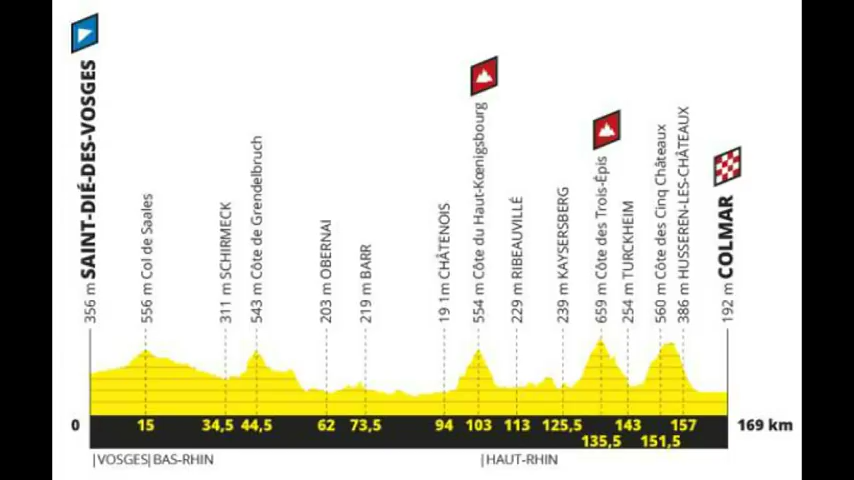 356 m SAINT-DIÉ-DES-VOSGES
556 m Col de Saales
311 m SCHIRMECK
543 m Côte de Grendelbruch
203 m OBERNAI
219 m BARR
19 1m CHÂTENOIS
554 m Côte du Haut-Kœnigsbourg
229 m RIBEAUVILLÉ
239 m KAYSERSBERG
659 m Côte des Trois-Épis
254 m TURCKHEIM
560 m Côte des Cinq Châteaux
386 m HUSSEREN-LES-CHÂTEAUX
192 m COLMAR
0 15 34,5 44,5 62 73,5 94 103 113 125,5 143 157 169 km
135,5 151,5
|VOSGES|BAS-RHIN |HAUT-RHIN